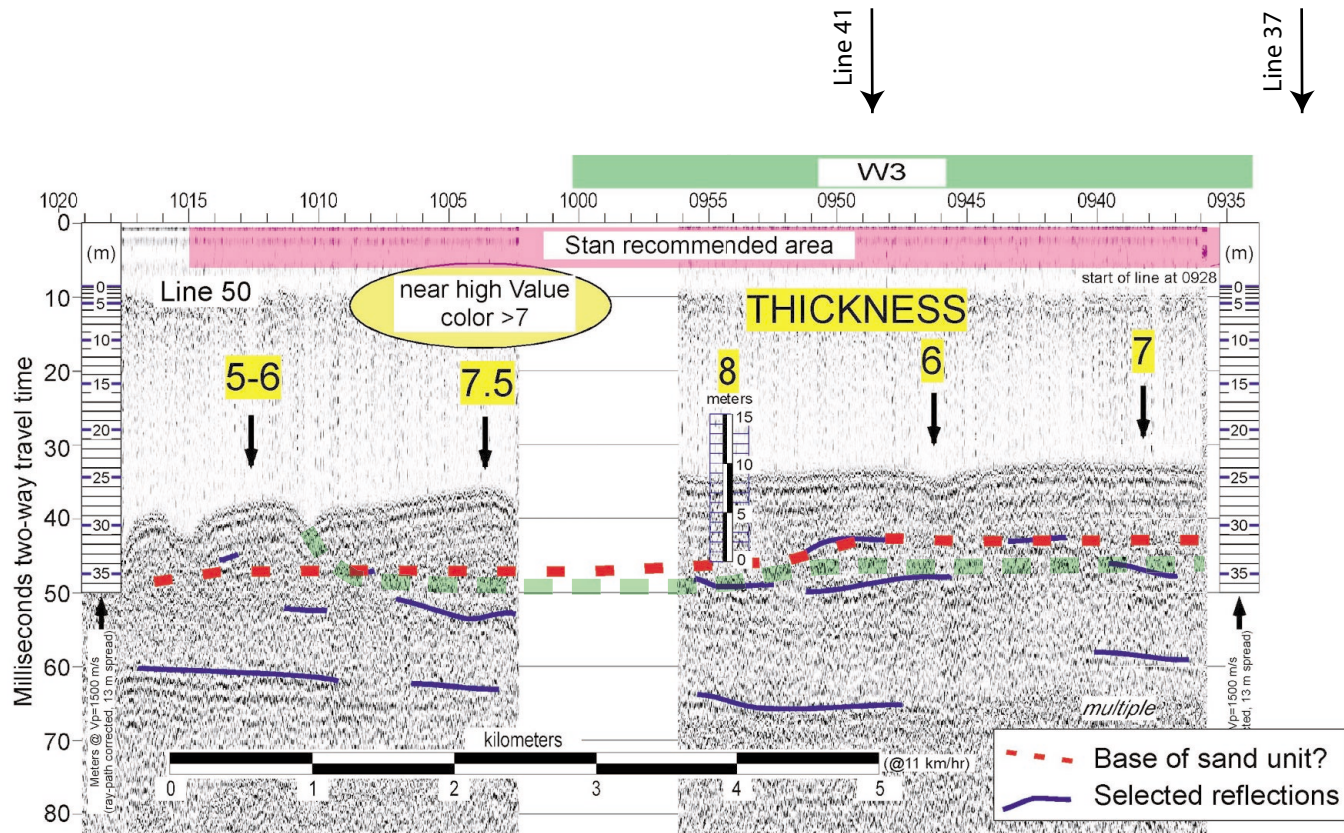 Line 41
Line 37
W3
1020 1015 1010 1005 1000 0955 0950 0945 0940 0935
Stan recommended area
start of line at 0928
Line 50
near high Value
color >7
THICKNESS
5-6
7.5
8
6
7
meters
15
10
5
0
Milliseconds two-way travel time
0
10
20
30
40
50
60
70
80
(m)
0
5
10
15
20
25
30
35
(m)
0
5
10
15
20
25
30
35
Meters @ Vp=1500 m/s
(ray-path corrected, 13 m spread)
Vp=1500 m/s
cted, 13 m spread)
multiple
kilometers
(@11 km/hr)
0 1 2 3 4 5
Base of sand unit?
Selected reflections